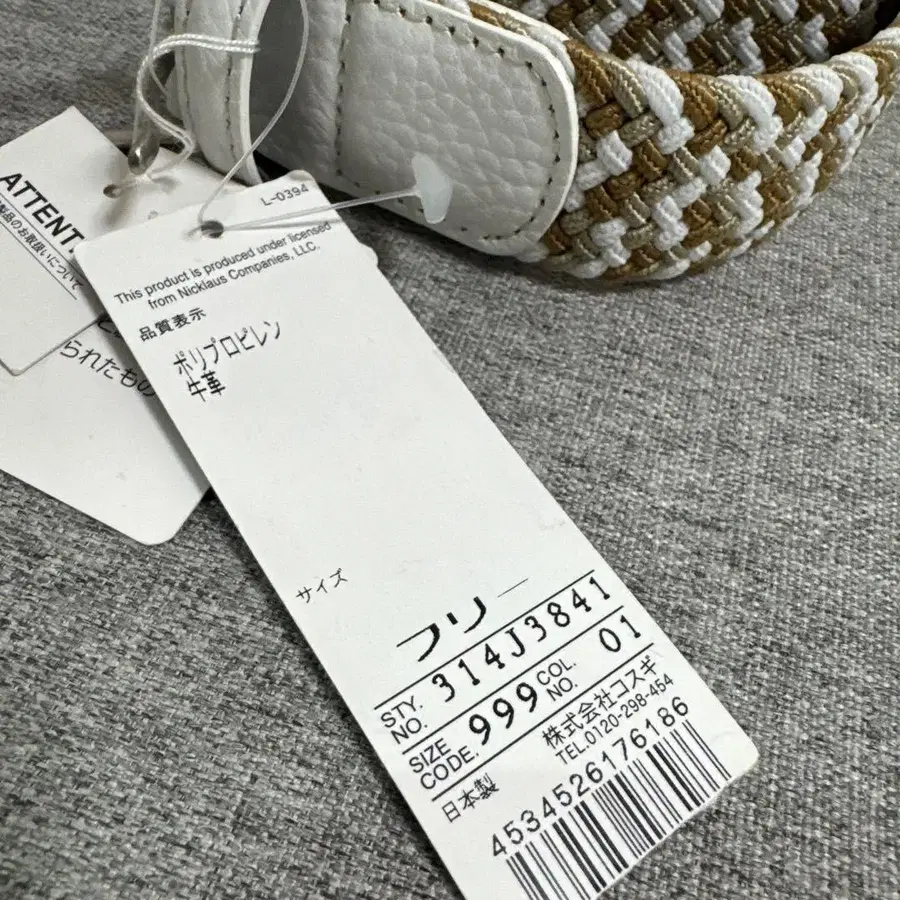 ATTENT
製品のお取扱いについて
られたもの
L-0394
This product is produced under licensed
from Nicklaus Companies, LLC.
品質表示
ポリプロピレン
牛革
サイズ
フリー
STY. NO. 314J3841
SIZE CODE. 999 COL. NO. 01
株式会社コスギ
TEL.0120-298-454
日本製
4534526176186